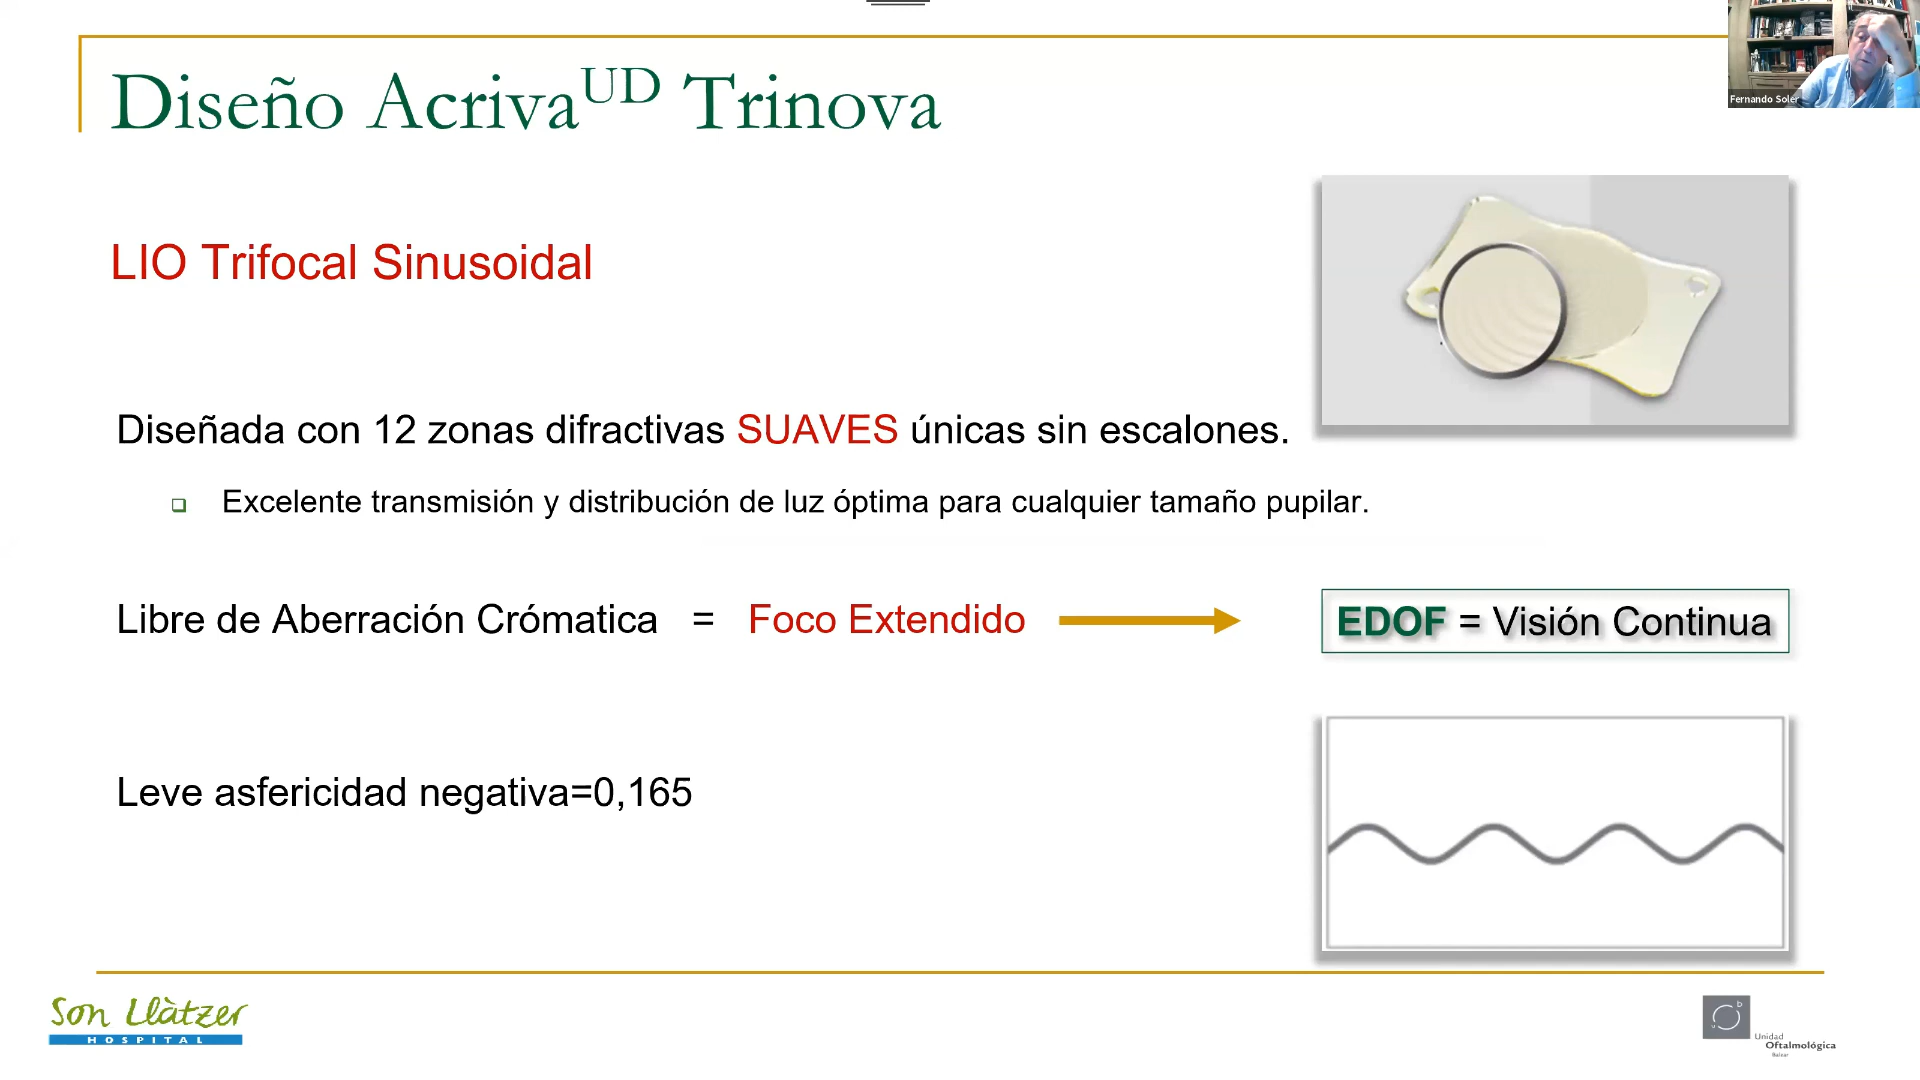 Diseño Acriva^UD Trinova
Fernando Soler
LIO Trifocal Sinusoidal
Diseñada con 12 zonas difractivas SUAVES únicas sin escalones.
Excelente transmisión y distribución de luz óptima para cualquier tamaño pupilar.
Libre de Aberración Crómatica = Foco Extendido
EDOF = Visión Continua
Leve asfericidad negativa=0,165
Son Llàtzer
HOSPITAL
Unidad
Oftalmológica
Balear